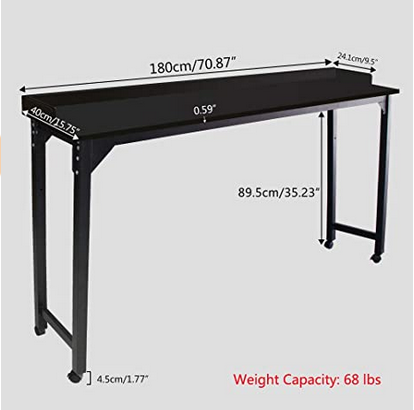 180cm/70.87″
24.1cm/9.5″
40cm/15.75″
0.59″
89.5cm/35.23″
4.5cm/1.77″
Weight Capacity: 68 lbs